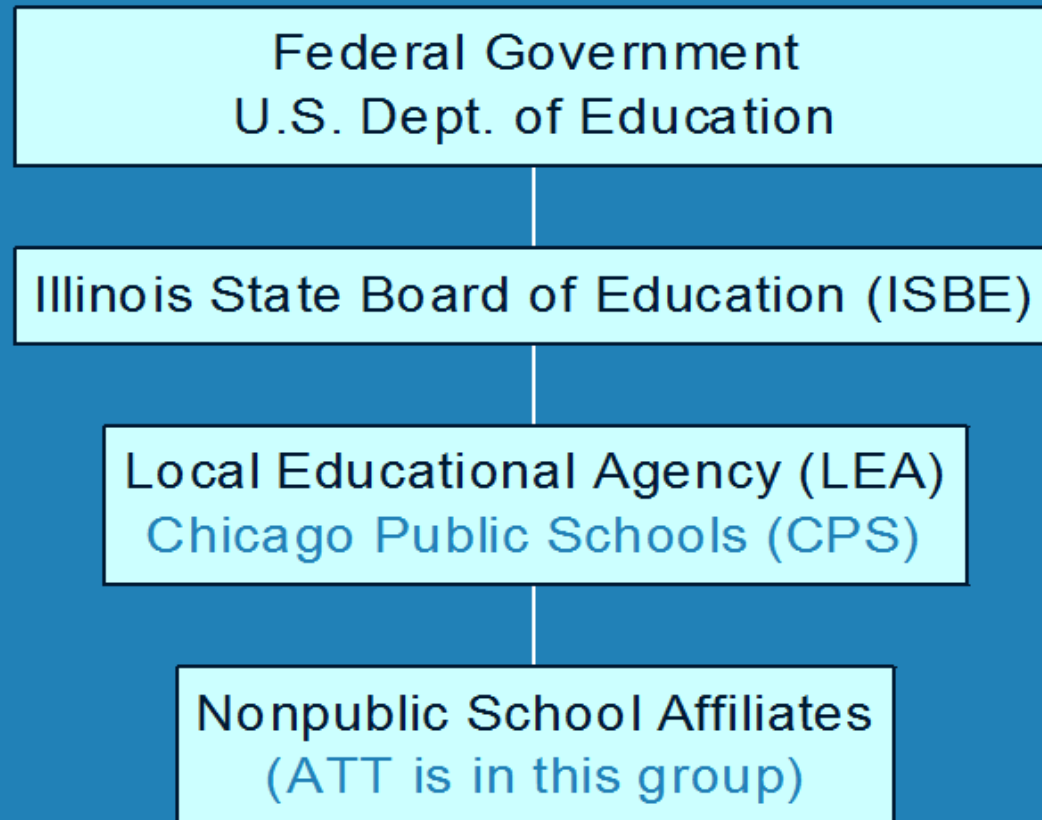 Federal Government
U.S. Dept. of Education
Illinois State Board of Education (ISBE)
Local Educational Agency (LEA)
Chicago Public Schools (CPS)
Nonpublic School Affiliates
(ATT is in this group)